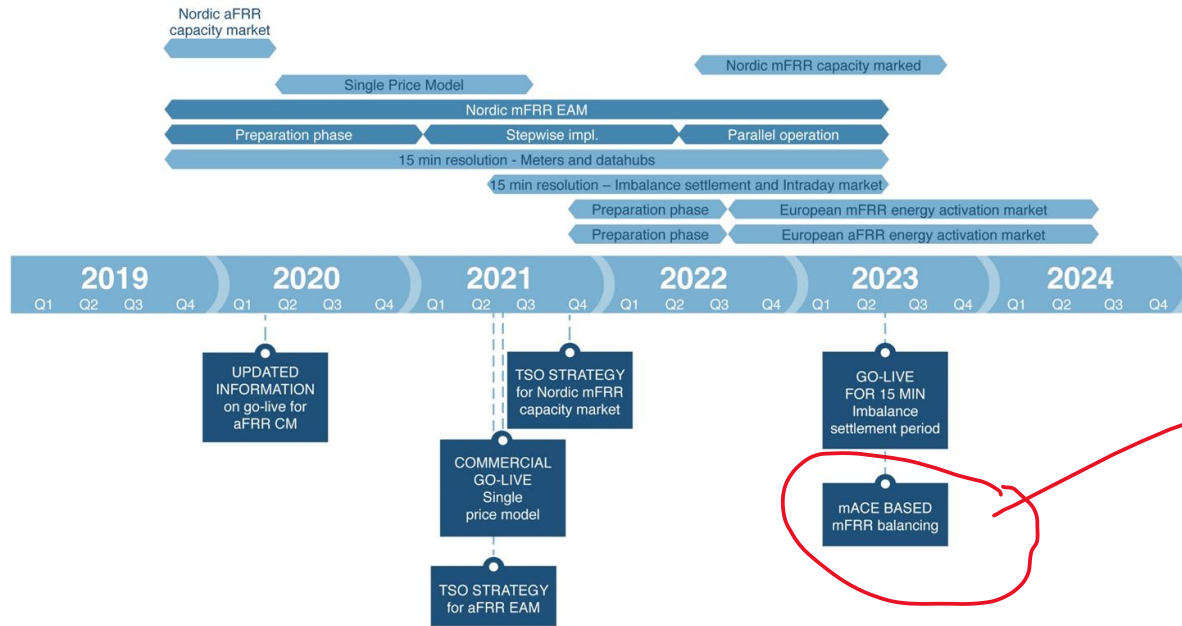 Nordic aFRR
capacity market
Nordic mFRR capacity marked
Single Price Model
Nordic mFRR EAM
Preparation phase
Stepwise impl.
Parallel operation
15 min resolution - Meters and datahubs
15 min resolution – Imbalance settlement and Intraday market
Preparation phase
European mFRR energy activation market
Preparation phase
European aFRR energy activation market
2019
2020
2021
2022
2023
2024
Q1 Q2 Q3 Q4
Q1 Q2 Q3 Q4
Q1 Q2 Q3 Q4
Q1 Q2 Q3 Q4
Q1 Q2 Q3 Q4
Q1 Q2 Q3 Q4
UPDATED
INFORMATION
on go-live for
aFRR CM
COMMERCIAL
GO-LIVE
Single
price model
TSO STRATEGY
for aFRR EAM
TSO STRATEGY
for Nordic mFRR
capacity market
GO-LIVE
FOR 15 MIN
Imbalance
settlement period
mACE BASED
mFRR balancing